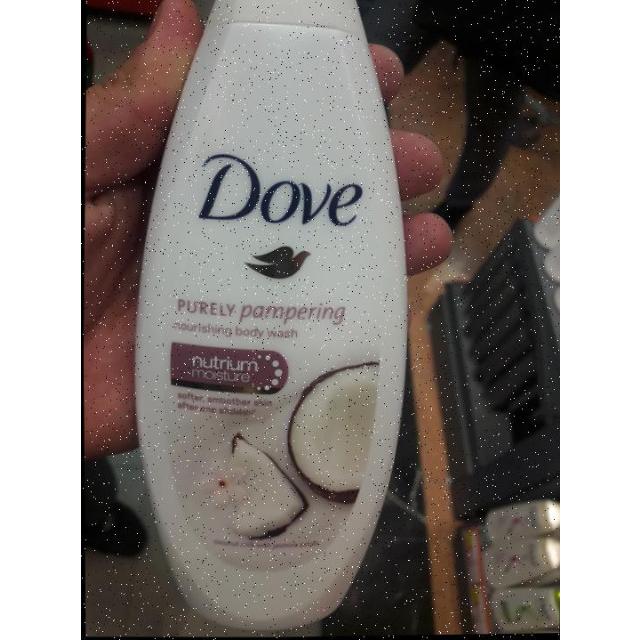 Dove
PURELY pampering
nourishing body wash
nutrium
moisture
softer, smoother skin
after one shower